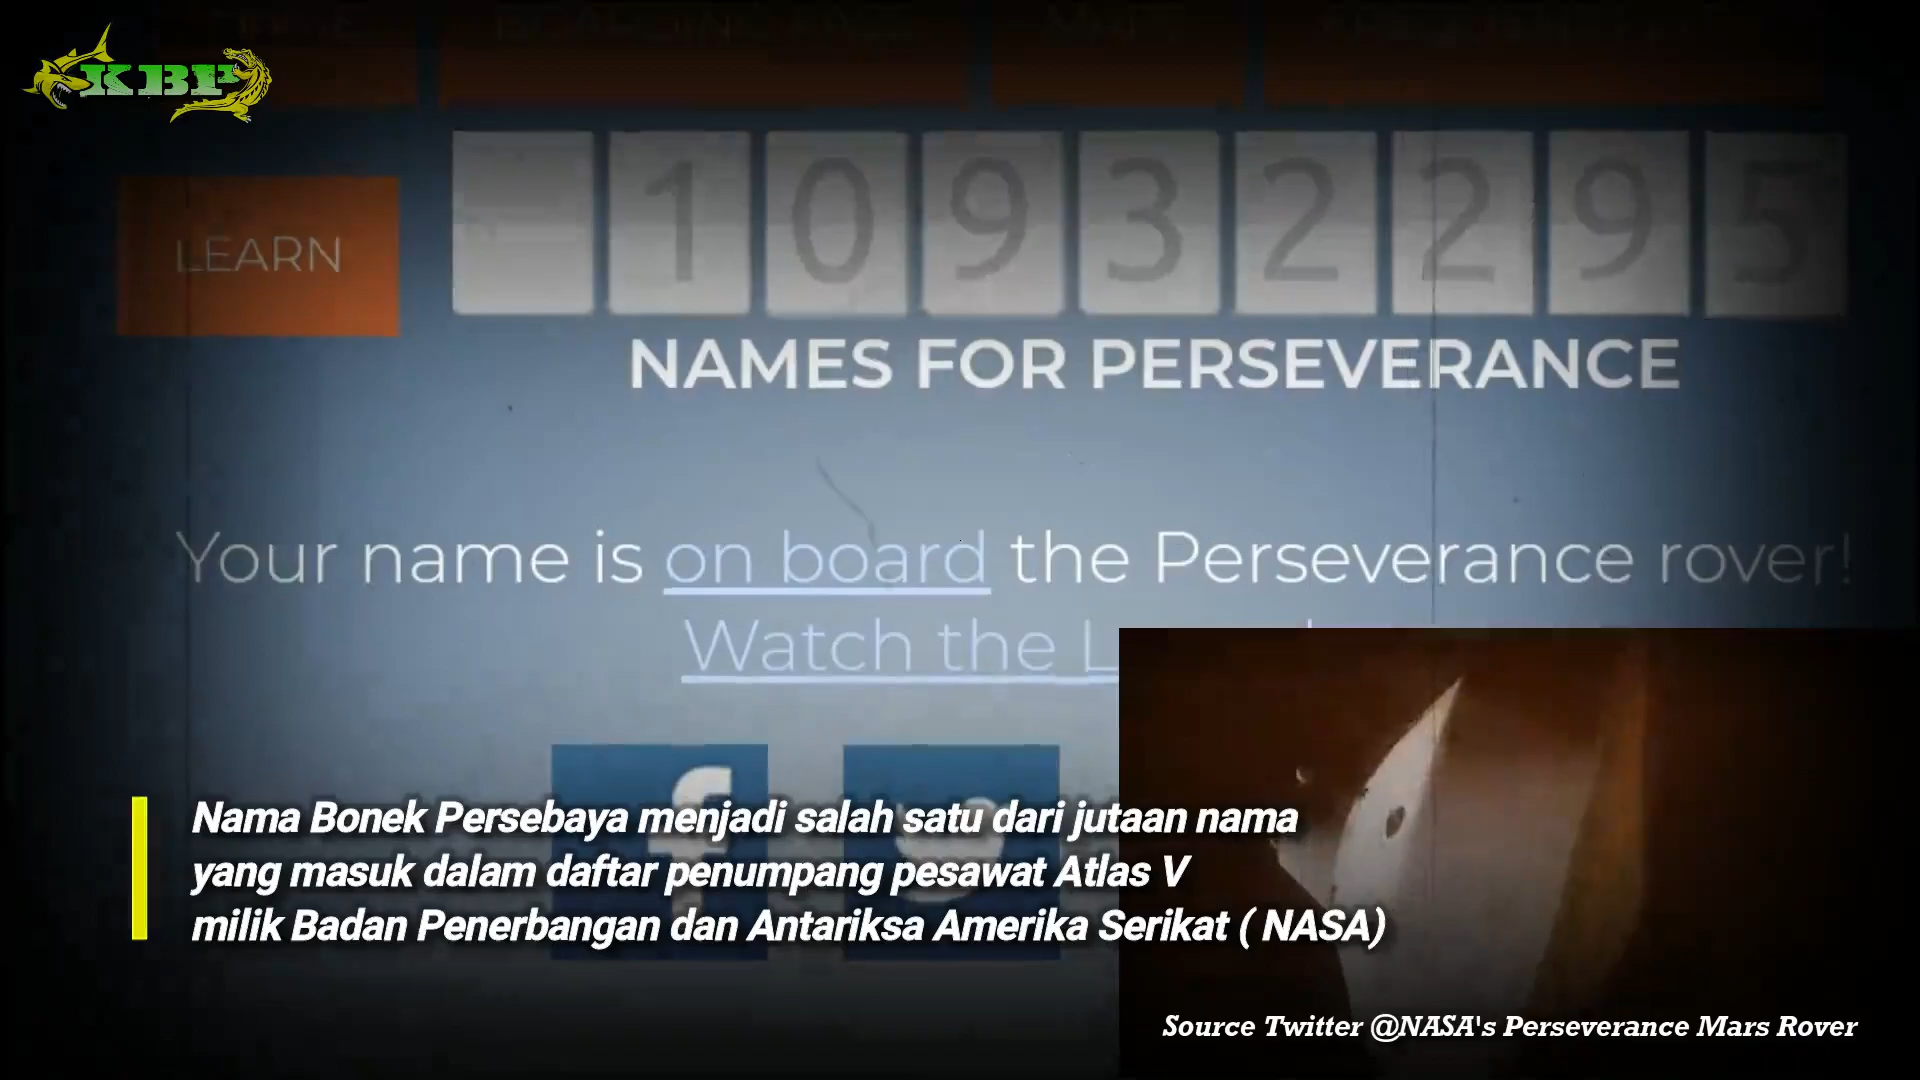 KBP
LEARN
10932295
NAMES FOR PERSEVERANCE
Your name is on board the Perseverance rover!
Watch the
Nama Bonek Persebaya menjadi salah satu dari jutaan nama
yang masuk dalam daftar penumpang pesawat Atlas V
milik Badan Penerbangan dan Antariksa Amerika Serikat ( NASA)
Source Twitter @NASA's Perseverance Mars Rover